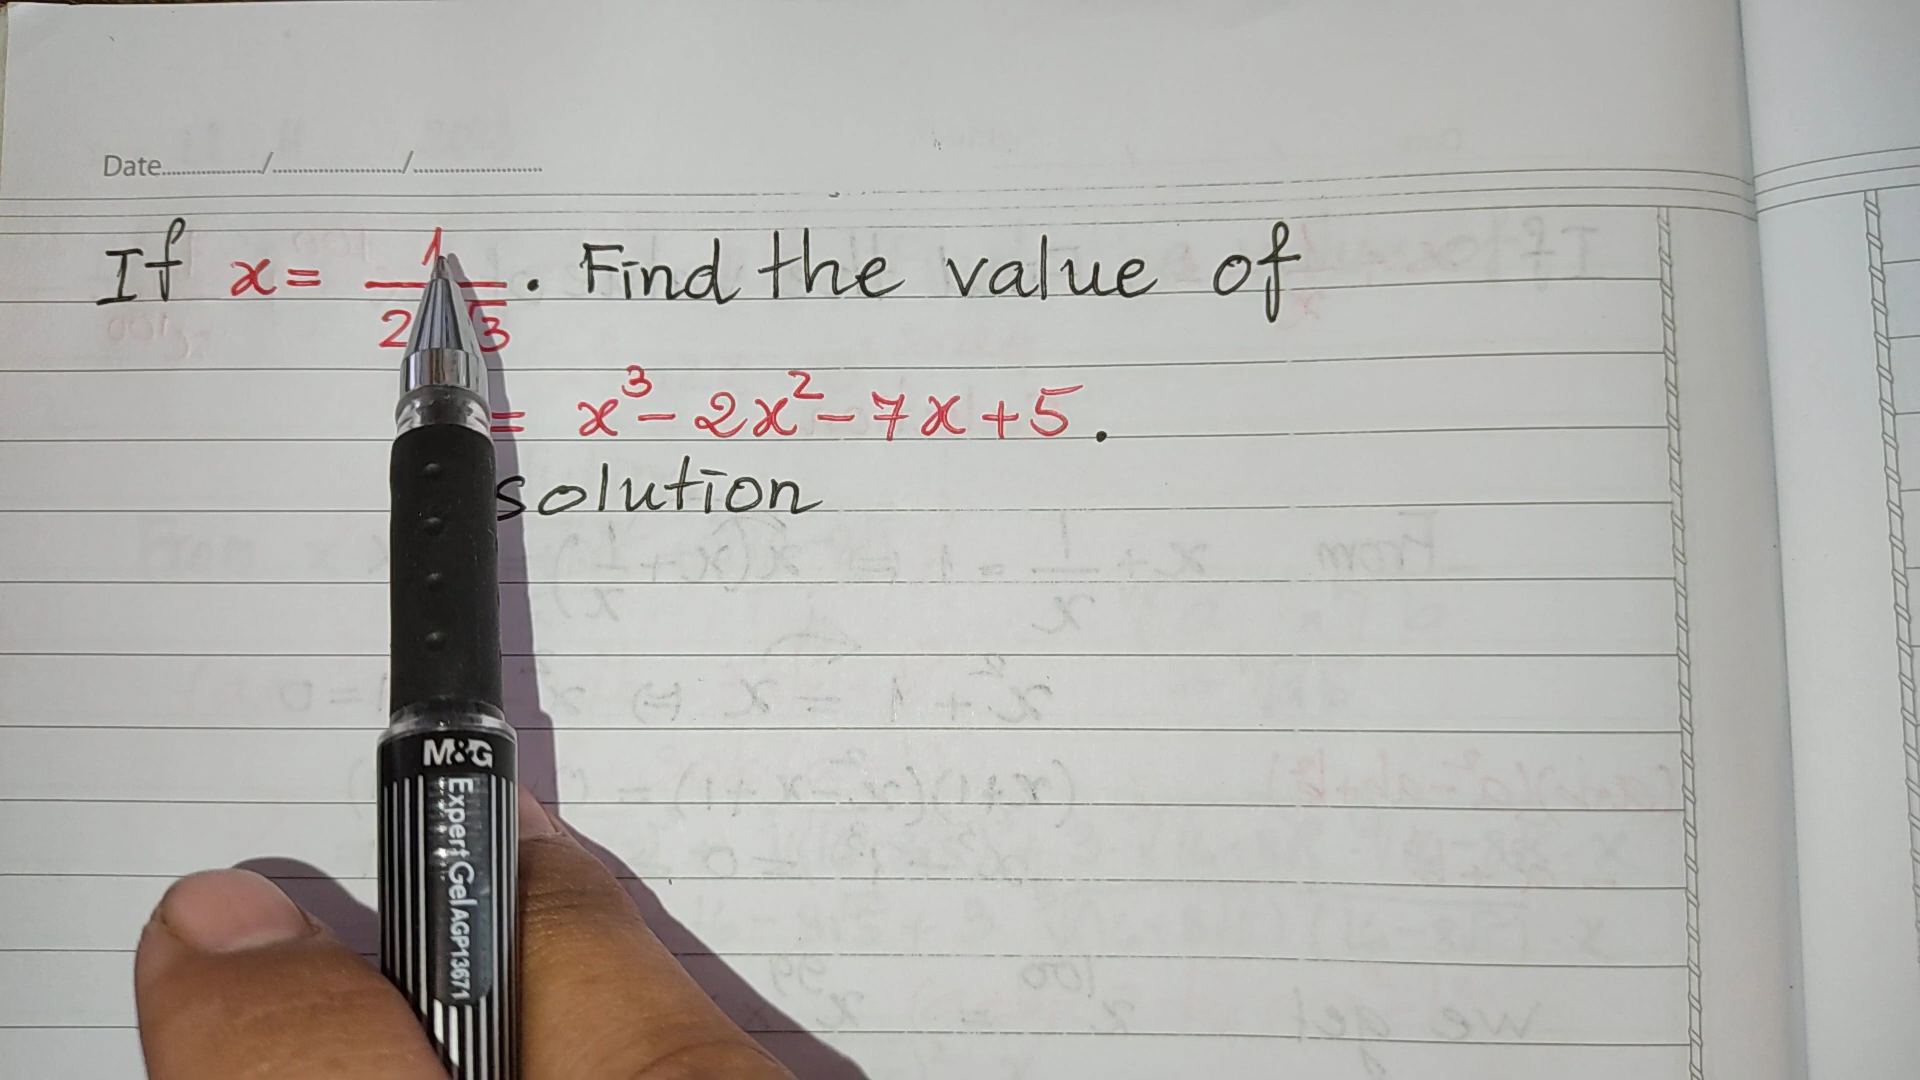 Date............/............/............
If x = 1/2 √3 . Find the value of
= x³ - 2x² - 7x + 5 .
solution
M&G
Expert Gel AGP13671